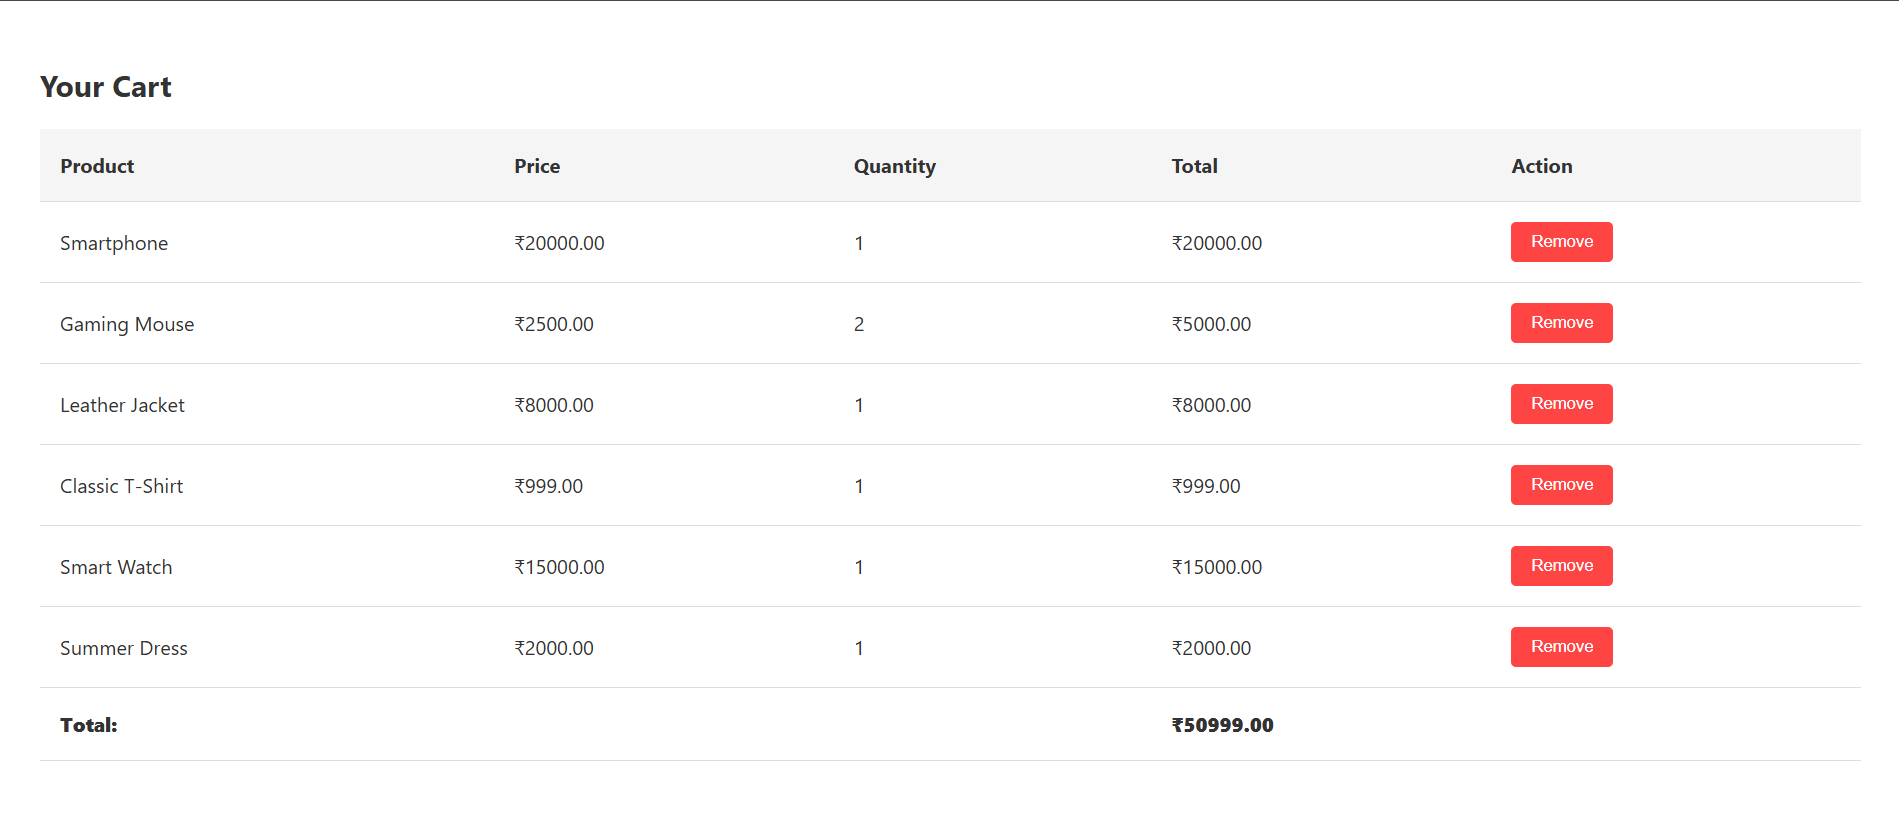 Your Cart
Product Price Quantity Total Action
Smartphone ₹20000.00 1 ₹20000.00 Remove
Gaming Mouse ₹2500.00 2 ₹5000.00 Remove
Leather Jacket ₹8000.00 1 ₹8000.00 Remove
Classic T-Shirt ₹999.00 1 ₹999.00 Remove
Smart Watch ₹15000.00 1 ₹15000.00 Remove
Summer Dress ₹2000.00 1 ₹2000.00 Remove
Total: ₹50999.00